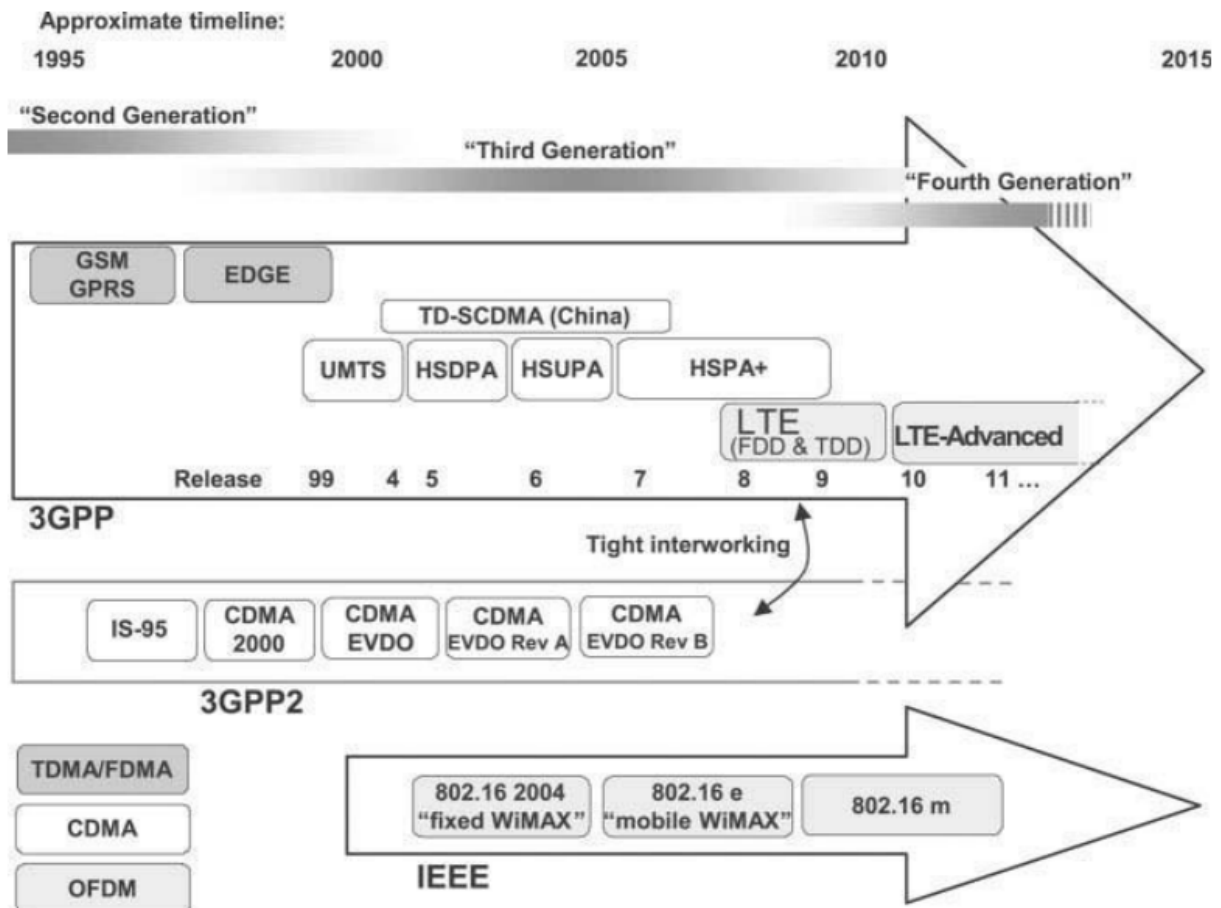 Approximate timeline:
1995 2000 2005 2010 2015
“Second Generation”
“Third Generation”
“Fourth Generation”
GSM
GPRS
EDGE
TD-SCDMA (China)
UMTS
HSDPA
HSUPA
HSPA+
LTE
(FDD & TDD)
LTE-Advanced
Release 99 4 5 6 7 8 9 10 11 ...
3GPP
Tight interworking
IS-95
CDMA
2000
CDMA
EVDO
CDMA
EVDO Rev A
CDMA
EVDO Rev B
3GPP2
TDMA/FDMA
CDMA
OFDM
802.16 2004
“fixed WiMAX”
802.16 e
“mobile WiMAX”
802.16 m
IEEE